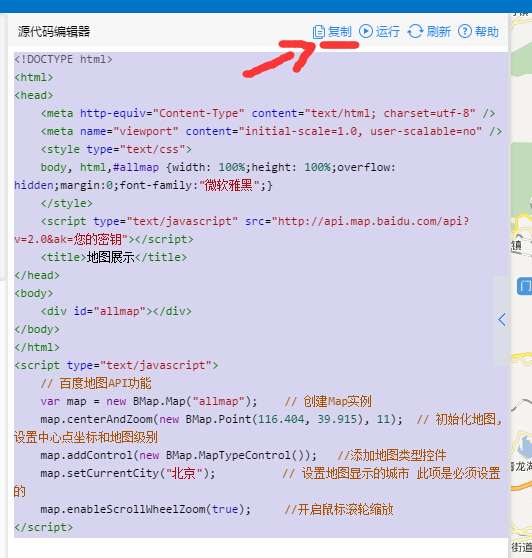 源代码编辑器 复制 运行 刷新 ? 帮助
<!DOCTYPE html>
<html>
<head>
    <meta http-equiv="Content-Type" content="text/html; charset=utf-8" />
    <meta name="viewport" content="initial-scale=1.0, user-scalable=no" />
    <style type="text/css">
    body, html,#allmap {width: 100%;height: 100%;overflow:
hidden;margin:0;font-family:"微软雅黑";}
    </style>
    <script type="text/javascript" src="http://api.map.baidu.com/api?
v=2.0&ak=您的密钥"></script>
    <title>地图展示</title>
</head>
<body>
    <div id="allmap"></div>
</body>
</html>
<script type="text/javascript">
    // 百度地图API功能
    var map = new BMap.Map("allmap");    // 创建Map实例
    map.centerAndZoom(new BMap.Point(116.404, 39.915), 11);  // 初始化地图,
设置中心点坐标和地图级别
    map.addControl(new BMap.MapTypeControl());   //添加地图类型控件
    map.setCurrentCity("北京");          // 设置地图显示的城市 此项是必须设置
的
    map.enableScrollWheelZoom(true);     //开启鼠标滚轮缩放
</script>
镇
门
青龙湖
街道